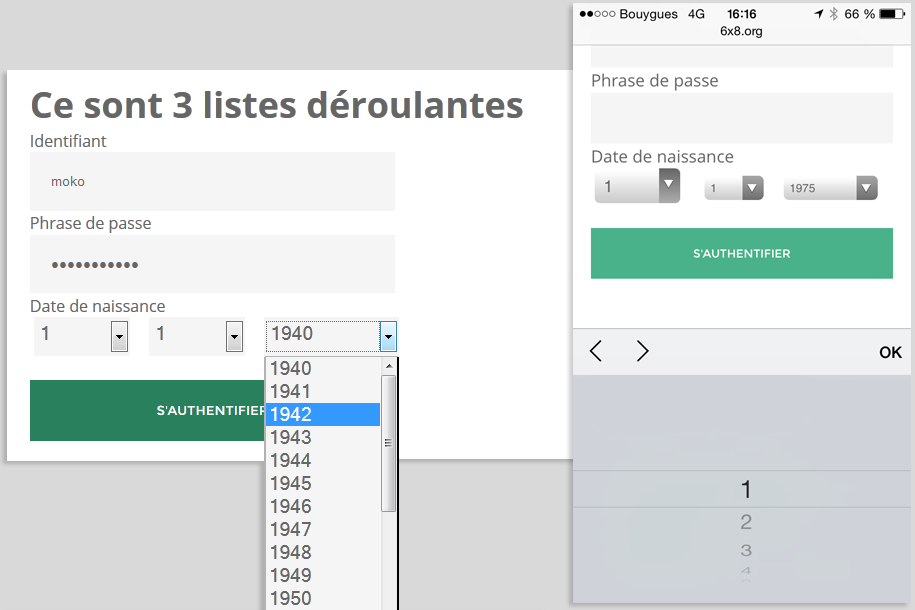 Ce sont 3 listes déroulantes
Identifiant
moko
Phrase de passe
•••••••••••
Date de naissance
1 1 1940
S'AUTHENTIFIER
1940
1941
1942
1943
1944
1945
1946
1947
1948
1949
1950
Bouygues 4G 16:16 66 %
6x8.org
Phrase de passe
Date de naissance
1 1 1975
S'AUTHENTIFIER
OK
1
2
3
4